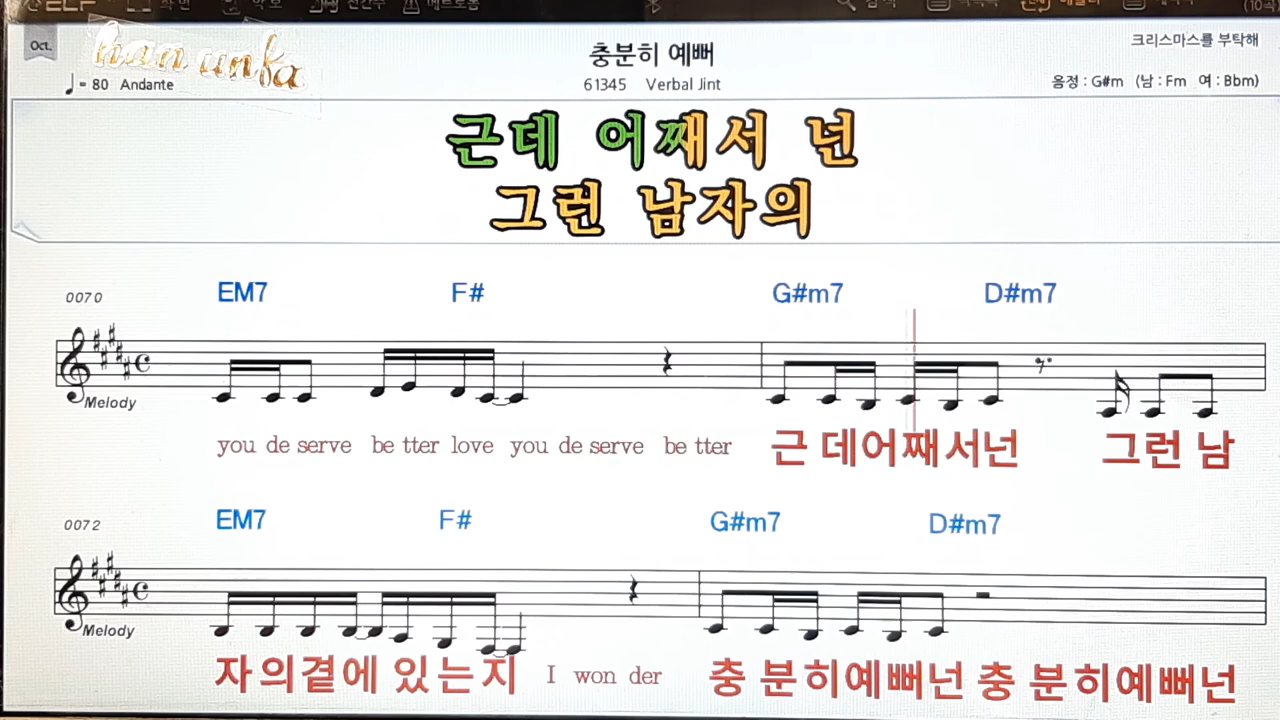 ELF
Oct.
han unfa
충분히 예뻐
크리스마스를 부탁해
♩= 80 Andante
61345 Verbal Jint
음정 : G#m (남 : Fm 여 : Bbm)
근데 어째서 넌
그런 남자의
0070
EM7 F# G#m7 D#m7
Melody
you de serve be tter love you de serve be tter 근 데어째서넌 그런 남
0072
EM7 F# G#m7 D#m7
Melody
자의곁에 있는지 I won der 충 분히예뻐넌 충 분히예뻐넌